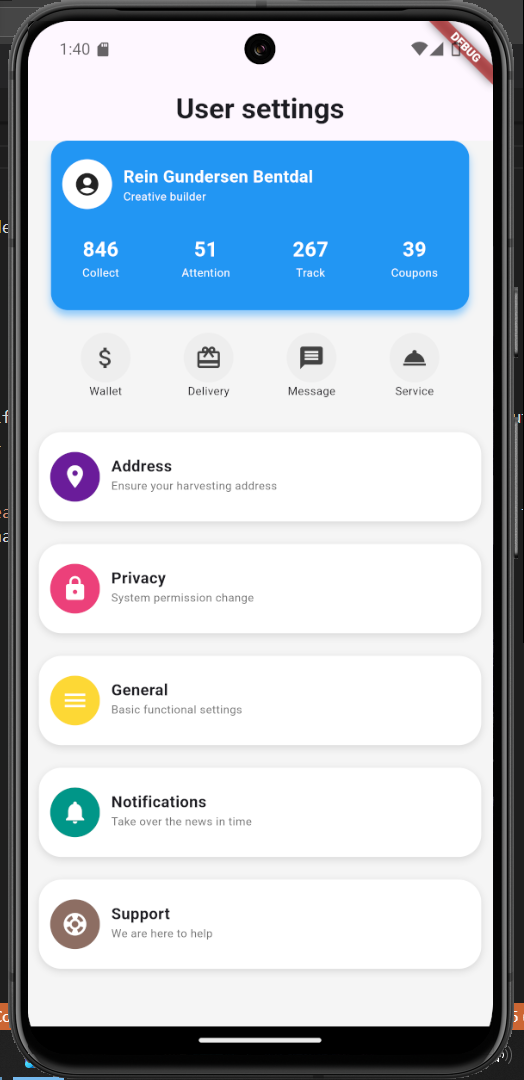 1:40
DEBUG
User settings
Rein Gundersen Bentdal
Creative builder
846 51 267 39
Collect Attention Track Coupons
$
Wallet Delivery Message Service
Address
Ensure your harvesting address
Privacy
System permission change
General
Basic functional settings
Notifications
Take over the news in time
Support
We are here to help